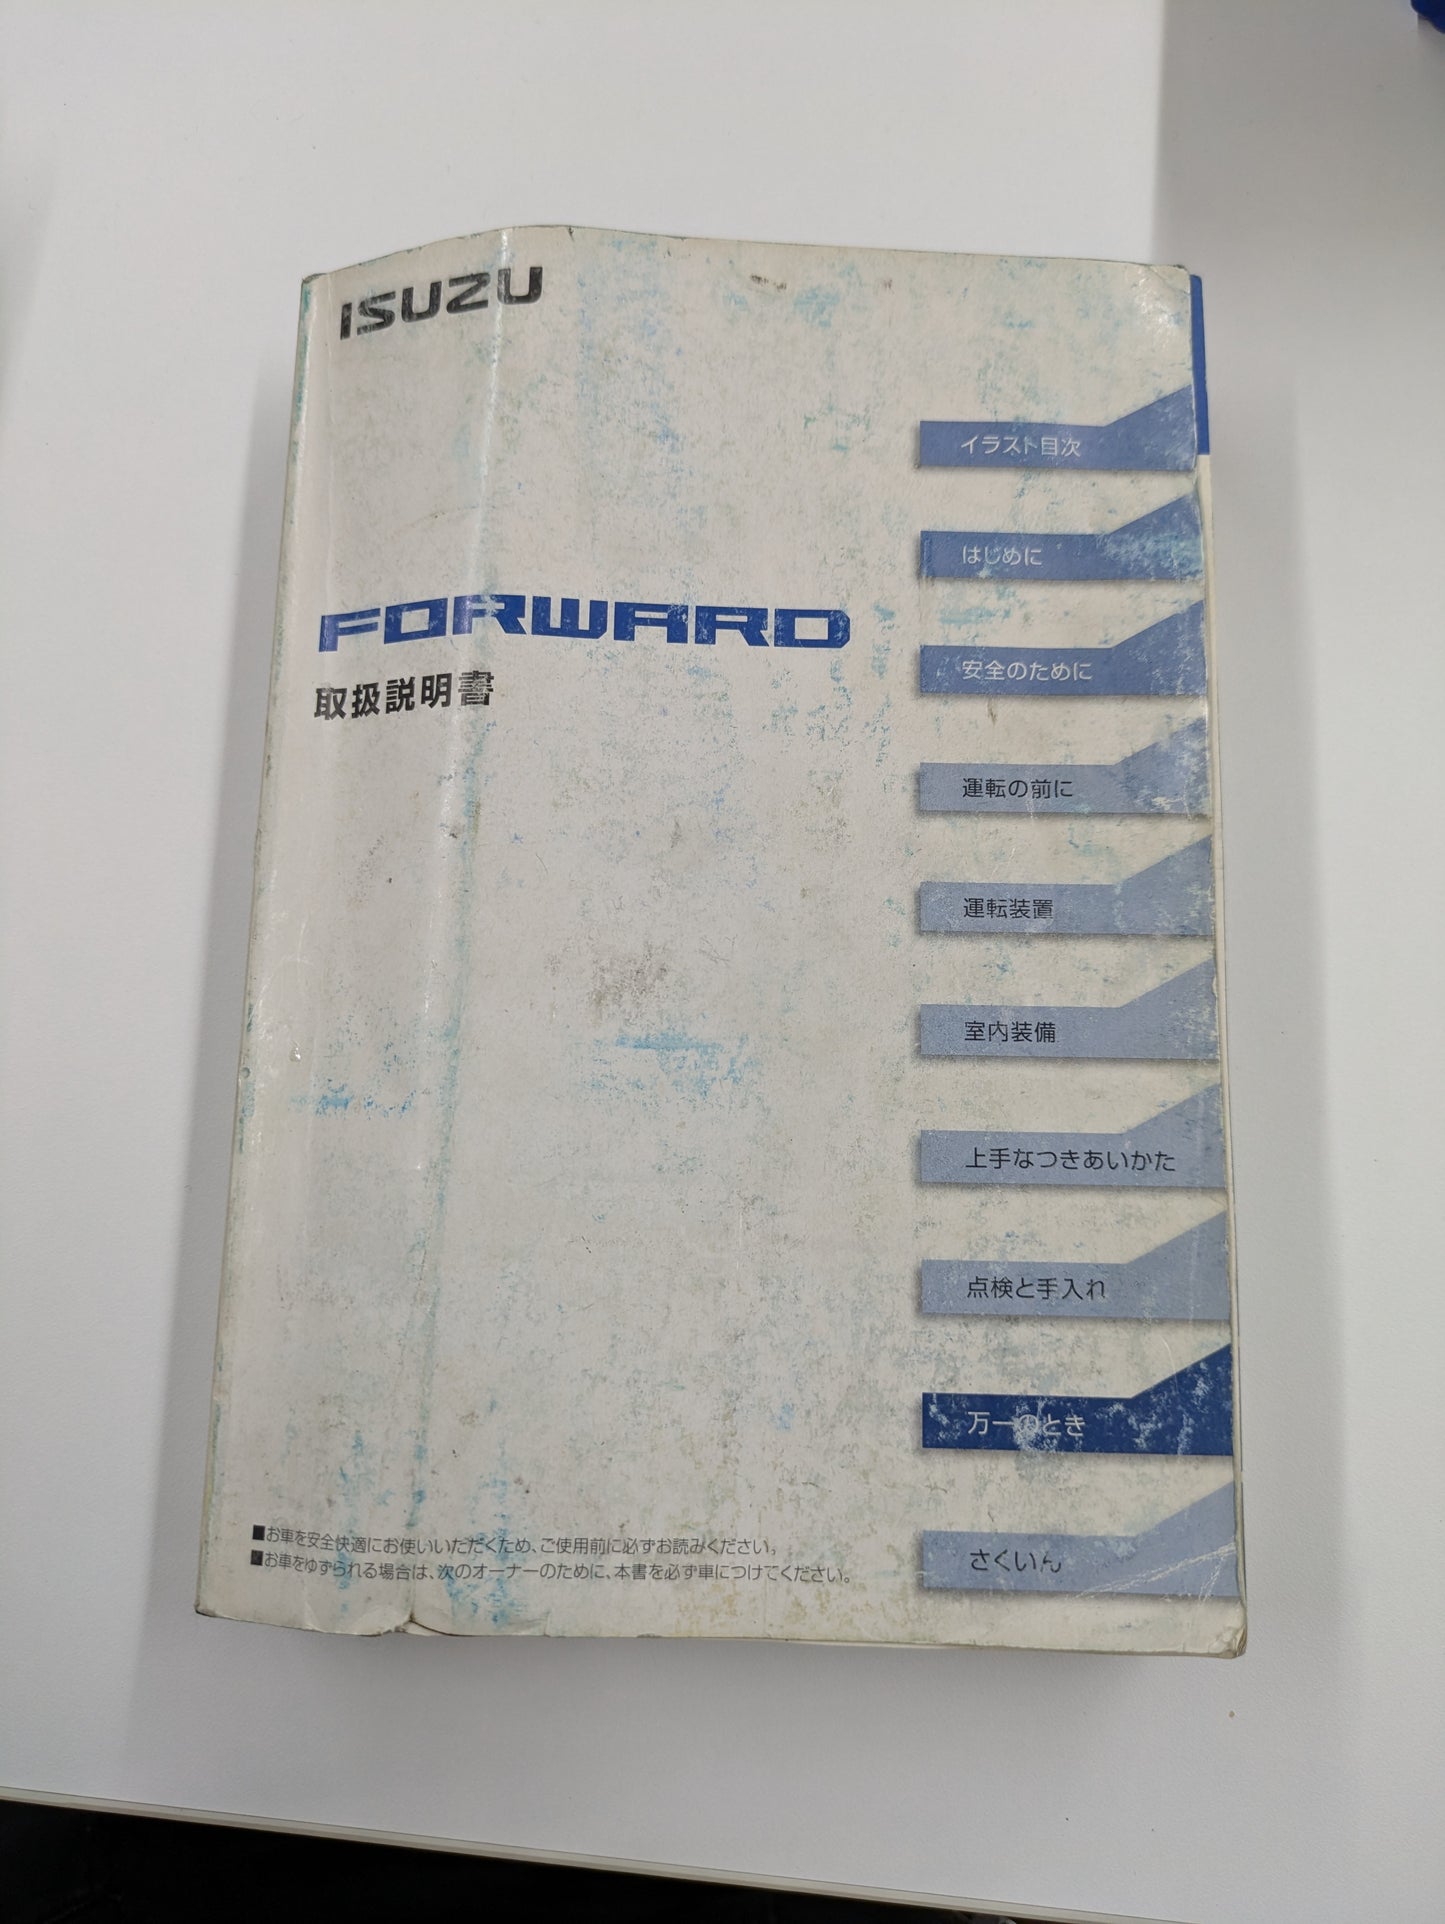 ISUZU
FORWARD
取扱説明書
イラスト目次
はじめに
安全のために
運転の前に
運転装置
室内装備
上手なつきあいかた
点検と手入れ
万一のとき
さくいん
■お車を安全快適にお使いいただくため、ご使用前に必ずお読みください。
■お車をゆずられる場合は、次のオーナーのために、本書を必ず車につけてください。